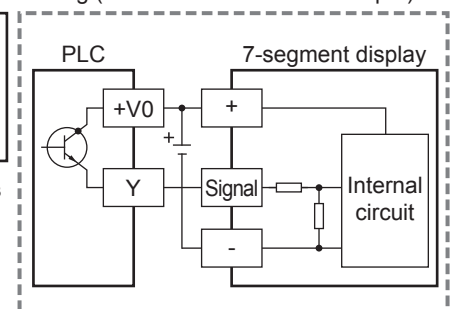 PLC
7-segment display
+V0
+
+
Y
Signal
Internal
circuit
-